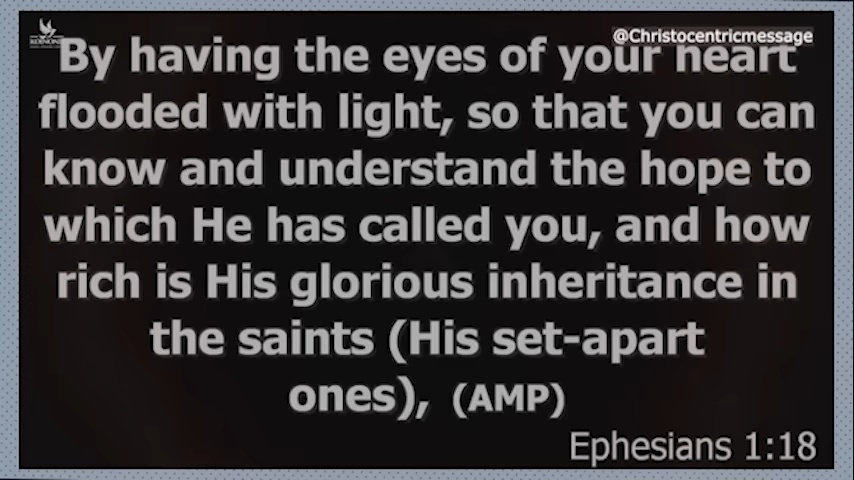 @Christocentricmessage
KOINONIA
By having the eyes of your heart
flooded with light, so that you can
know and understand the hope to
which He has called you, and how
rich is His glorious inheritance in
the saints (His set-apart
ones), (AMP)
Ephesians 1:18